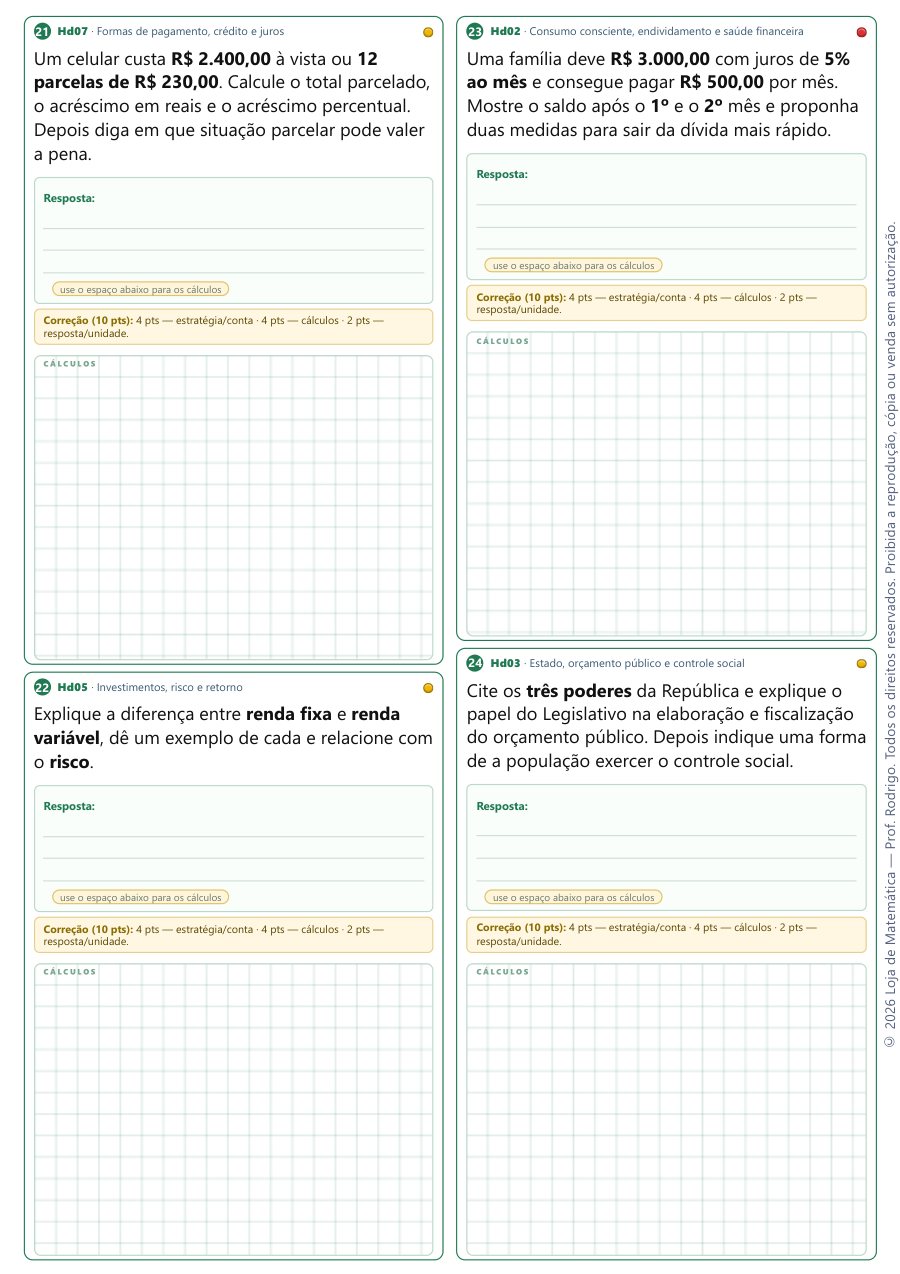 21 Hd07 · Formas de pagamento, crédito e juros
Um celular custa R$ 2.400,00 à vista ou 12
parcelas de R$ 230,00. Calcule o total parcelado,
o acréscimo em reais e o acréscimo percentual.
Depois diga em que situação parcelar pode valer
a pena.
Resposta:
use o espaço abaixo para os cálculos
Correção (10 pts): 4 pts — estratégia/conta · 4 pts — cálculos · 2 pts —
resposta/unidade.
CÁLCULOS
22 Hd05 · Investimentos, risco e retorno
Explique a diferença entre renda fixa e renda
variável, dê um exemplo de cada e relacione com
o risco.
Resposta:
use o espaço abaixo para os cálculos
Correção (10 pts): 4 pts — estratégia/conta · 4 pts — cálculos · 2 pts —
resposta/unidade.
CÁLCULOS
23 Hd02 · Consumo consciente, endividamento e saúde financeira
Uma família deve R$ 3.000,00 com juros de 5%
ao mês e consegue pagar R$ 500,00 por mês.
Mostre o saldo após o 1º e o 2º mês e proponha
duas medidas para sair da dívida mais rápido.
Resposta:
use o espaço abaixo para os cálculos
Correção (10 pts): 4 pts — estratégia/conta · 4 pts — cálculos · 2 pts —
resposta/unidade.
CÁLCULOS
24 Hd03 · Estado, orçamento público e controle social
Cite os três poderes da República e explique o
papel do Legislativo na elaboração e fiscalização
do orçamento público. Depois indique uma forma
de a população exercer o controle social.
Resposta:
use o espaço abaixo para os cálculos
Correção (10 pts): 4 pts — estratégia/conta · 4 pts — cálculos · 2 pts —
resposta/unidade.
CÁLCULOS
© 2026 Loja de Matemática — Prof. Rodrigo. Todos os direitos reservados. Proibida a reprodução, cópia ou venda sem autorização.